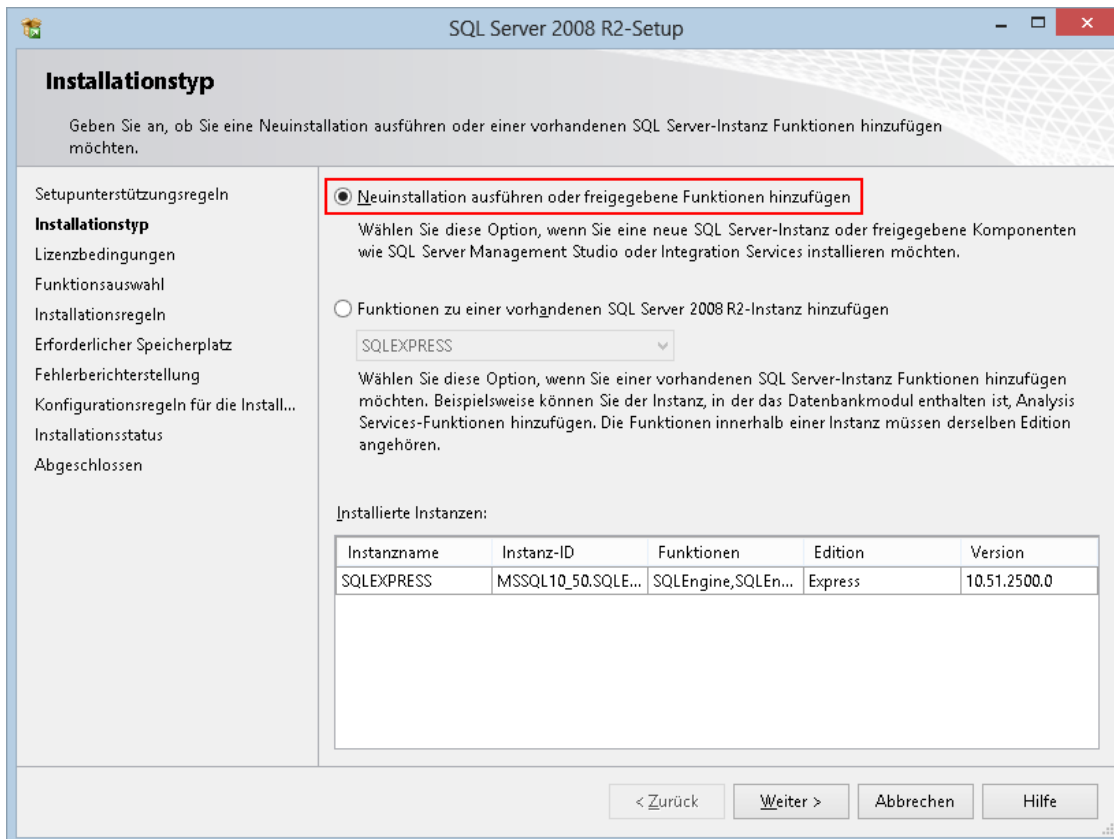 SQL Server 2008 R2-Setup
Installationstyp
Geben Sie an, ob Sie eine Neuinstallation ausführen oder einer vorhandenen SQL Server-Instanz Funktionen hinzufügen
möchten.
Setupunterstützungsregeln
Installationstyp
Lizenzbedingungen
Funktionsauswahl
Installationsregeln
Erforderlicher Speicherplatz
Fehlerberichterstellung
Konfigurationsregeln für die Install...
Installationsstatus
Abgeschlossen
Neuinstallation ausführen oder freigegebene Funktionen hinzufügen
Wählen Sie diese Option, wenn Sie eine neue SQL Server-Instanz oder freigegebene Komponenten
wie SQL Server Management Studio oder Integration Services installieren möchten.
Funktionen zu einer vorhandenen SQL Server 2008 R2-Instanz hinzufügen
SQLEXPRESS
Wählen Sie diese Option, wenn Sie einer vorhandenen SQL Server-Instanz Funktionen hinzufügen
möchten. Beispielsweise können Sie der Instanz, in der das Datenbankmodul enthalten ist, Analysis
Services-Funktionen hinzufügen. Die Funktionen innerhalb einer Instanz müssen derselben Edition
angehören.
Installierte Instanzen:
Instanzname Instanz-ID Funktionen Edition Version
SQLEXPRESS MSSQL10_50.SQLE... SQLEngine,SQLEn... Express 10.51.2500.0
< Zurück Weiter > Abbrechen Hilfe